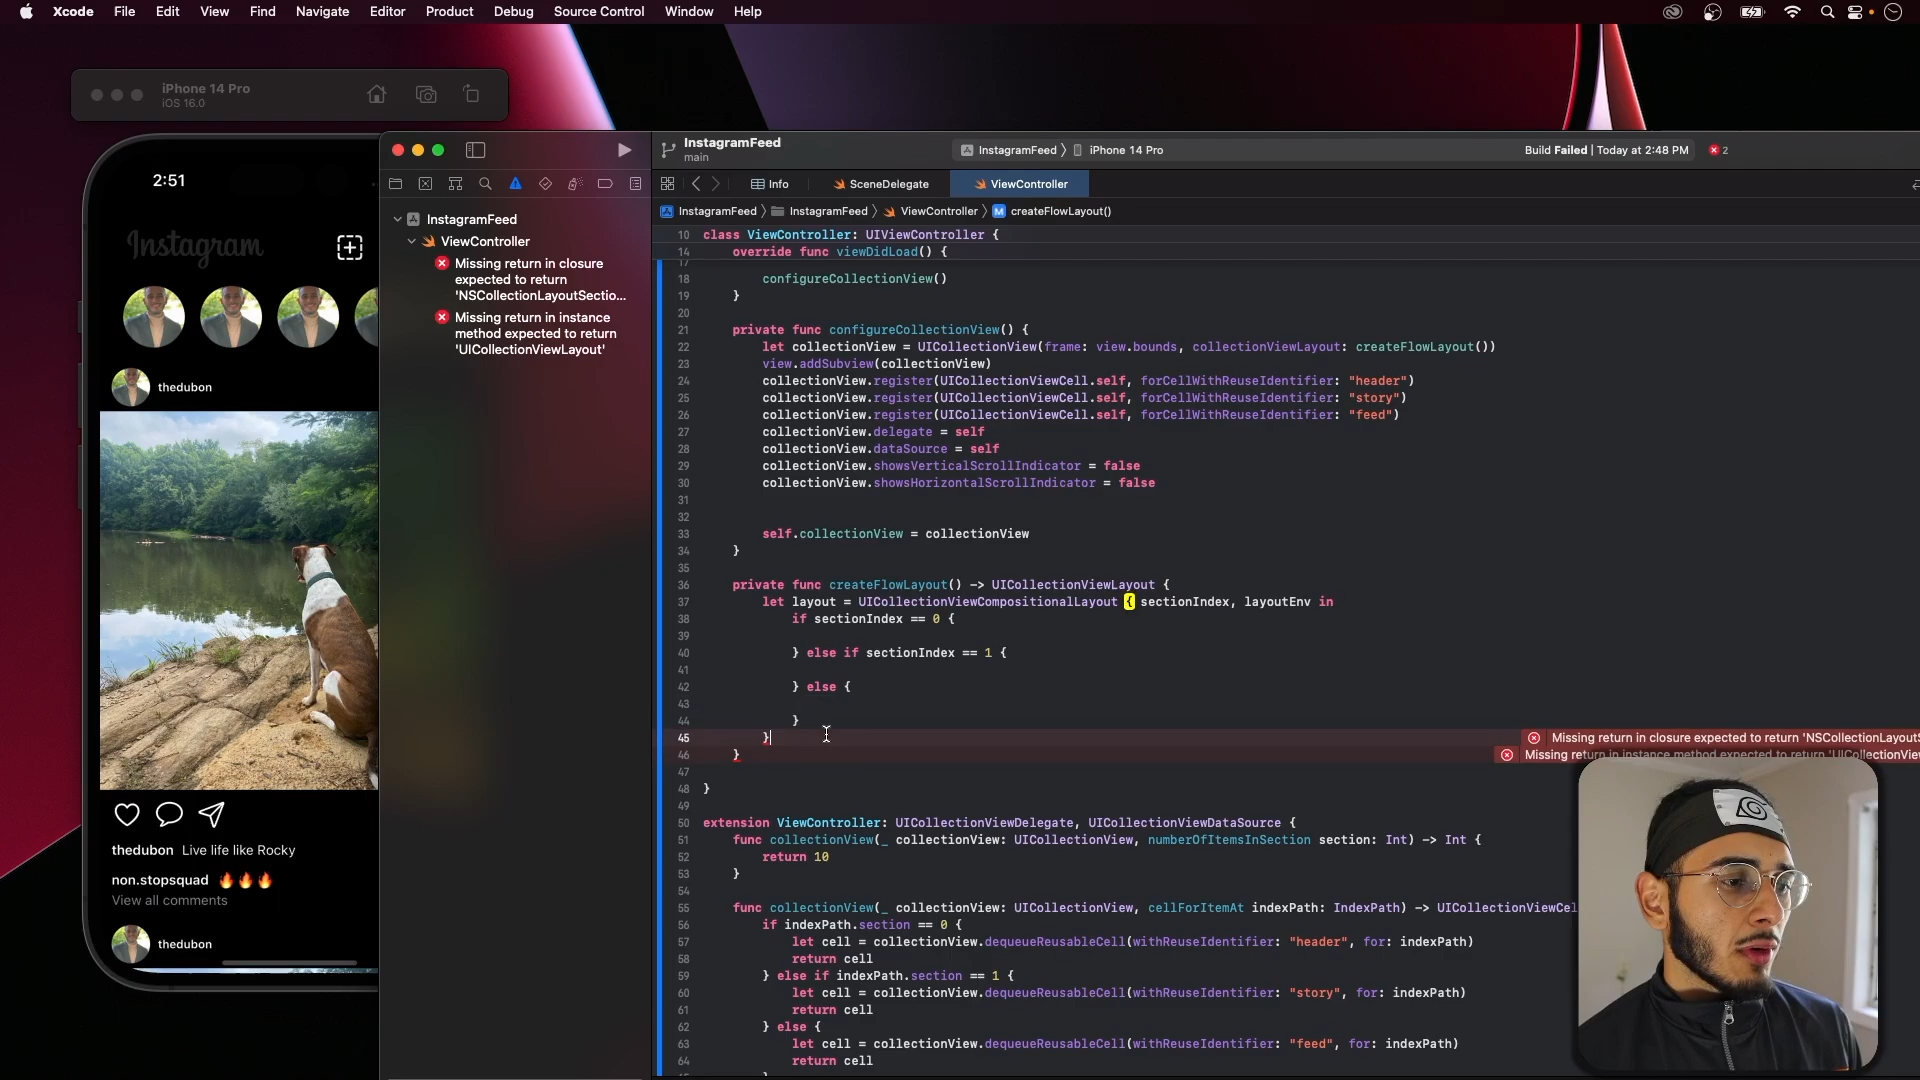 Xcode File Edit View Find Navigate Editor Product Debug Source Control Window Help
iPhone 14 Pro
iOS 16.0
2:51
Instagram
thedubon
thedubon Live life like Rocky
non.stopsquad 🔥🔥🔥
View all comments
thedubon
InstagramFeed
ViewController
Missing return in closure
expected to return
'NSCollectionLayoutSectio...
Missing return in instance
method expected to return
'UICollectionViewLayout'
InstagramFeed
main
InstagramFeed 〉 iPhone 14 Pro
Build Failed | Today at 2:48 PM
2
Info SceneDelegate ViewController
InstagramFeed 〉 InstagramFeed 〉 ViewController 〉 M createFlowLayout()
10 class ViewController: UIViewController {
14 override func viewDidLoad() {
17
18 configureCollectionView()
19 }
20
21 private func configureCollectionView() {
22 let collectionView = UICollectionView(frame: view.bounds, collectionViewLayout: createFlowLayout())
23 view.addSubview(collectionView)
24 collectionView.register(UICollectionViewCell.self, forCellWithReuseIdentifier: "header")
25 collectionView.register(UICollectionViewCell.self, forCellWithReuseIdentifier: "story")
26 collectionView.register(UICollectionViewCell.self, forCellWithReuseIdentifier: "feed")
27 collectionView.delegate = self
28 collectionView.dataSource = self
29 collectionView.showsVerticalScrollIndicator = false
30 collectionView.showsHorizontalScrollIndicator = false
31
32
33 self.collectionView = collectionView
34 }
35
36 private func createFlowLayout() -> UICollectionViewLayout {
37 let layout = UICollectionViewCompositionalLayout { sectionIndex, layoutEnv in
38 if sectionIndex == 0 {
39
40 } else if sectionIndex == 1 {
41
42 } else {
43
44 }
45 } Missing return in closure expected to return 'NSCollectionLayoutS
46 } Missing return in instance method expected to return 'UICollectionView
47
48 }
49
50 extension ViewController: UICollectionViewDelegate, UICollectionViewDataSource {
51 func collectionView(_ collectionView: UICollectionView, numberOfItemsInSection section: Int) -> Int {
52 return 10
53 }
54
55 func collectionView(_ collectionView: UICollectionView, cellForItemAt indexPath: IndexPath) -> UICollectionViewCel
56 if indexPath.section == 0 {
57 let cell = collectionView.dequeueReusableCell(withReuseIdentifier: "header", for: indexPath)
58 return cell
59 } else if indexPath.section == 1 {
60 let cell = collectionView.dequeueReusableCell(withReuseIdentifier: "story", for: indexPath)
61 return cell
62 } else {
63 let cell = collectionView.dequeueReusableCell(withReuseIdentifier: "feed", for: indexPath)
64 return cell